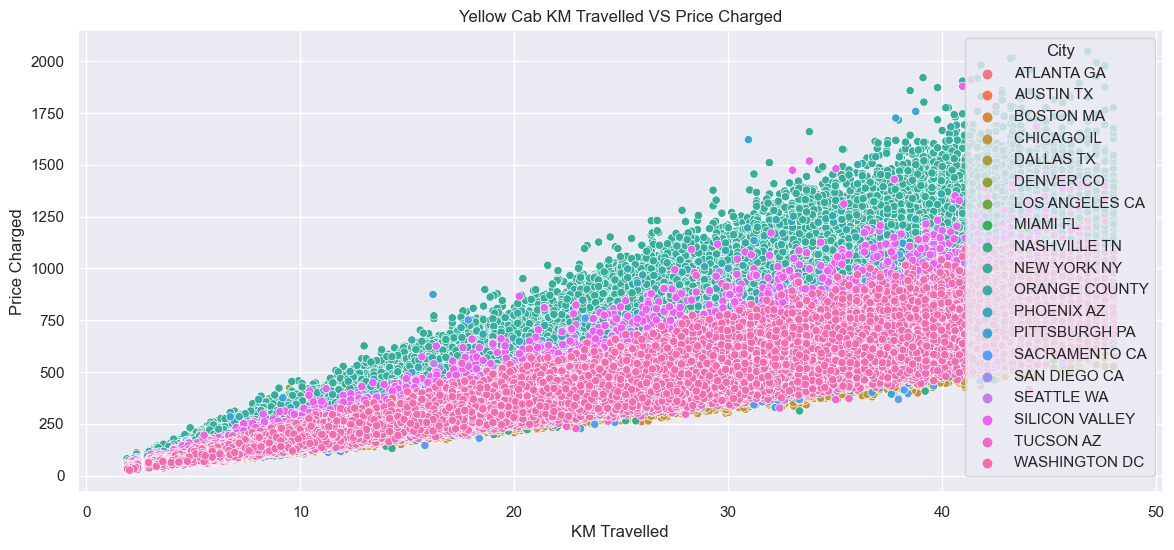 Yellow Cab KM Travelled VS Price Charged
City
ATLANTA GA
AUSTIN TX
BOSTON MA
CHICAGO IL
DALLAS TX
DENVER CO
LOS ANGELES CA
MIAMI FL
NASHVILLE TN
NEW YORK NY
ORANGE COUNTY
PHOENIX AZ
PITTSBURGH PA
SACRAMENTO CA
SAN DIEGO CA
SEATTLE WA
SILICON VALLEY
TUCSON AZ
WASHINGTON DC
Price Charged
2000
1750
1500
1250
1000
750
500
250
0
0 10 20 30 40 50
KM Travelled